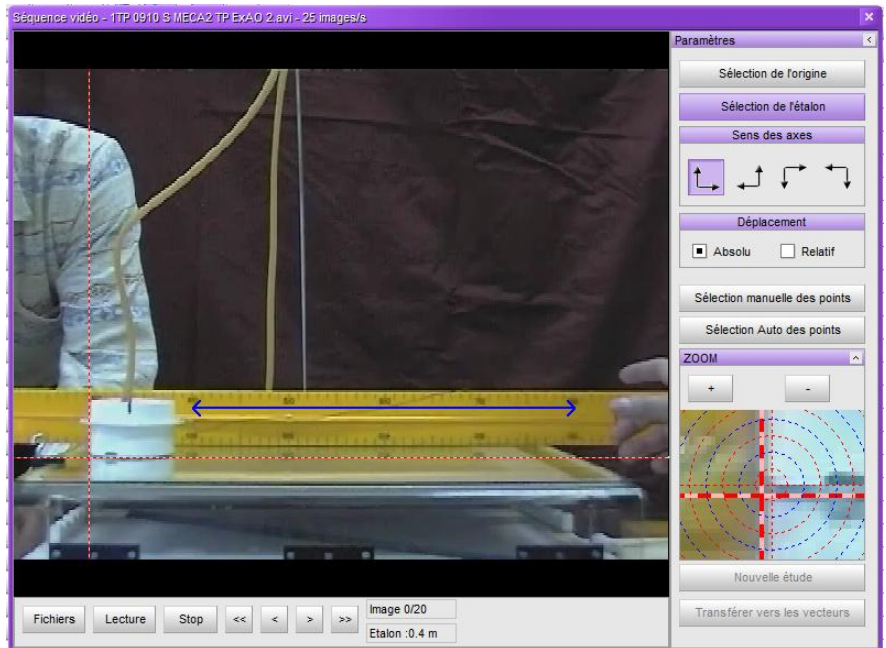 Séquence vidéo - 1TP 0910 S MECA2 TP ExAO 2.avi - 25 images/s
Paramètres
Sélection de l'origine
Sélection de l'étalon
Sens des axes
Déplacement
Absolu
Relatif
Sélection manuelle des points
Sélection Auto des points
ZOOM
+
-
Nouvelle étude
Transférer vers les vecteurs
Fichiers
Lecture
Stop
<<
<
>
>>
Image 0/20
Etalon :0.4 m